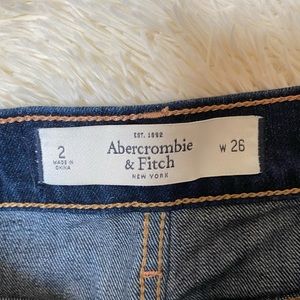 EST. 1892
2
MADE IN
CHINA
Abercrombie
& Fitch
NEW YORK
W 26